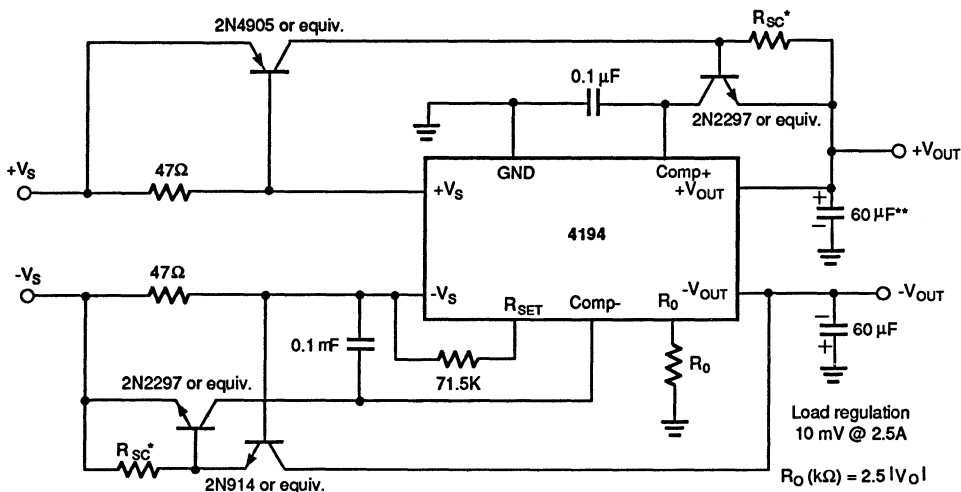 2N4905 or equiv.
RSC*
0.1 μF
2N2297 or equiv.
+VS
47Ω
+VOUT
GND
Comp+
+VS
+VOUT
+
−
60 μF**
4194
-VS
47Ω
-VS
RSET
Comp-
R0
-VOUT
-VOUT
−
+
60 μF
0.1 mF
71.5K
R0
2N2297 or equiv.
RSC*
2N914 or equiv.
Load regulation
10 mV @ 2.5A
RO (kΩ) = 2.5 |VO|